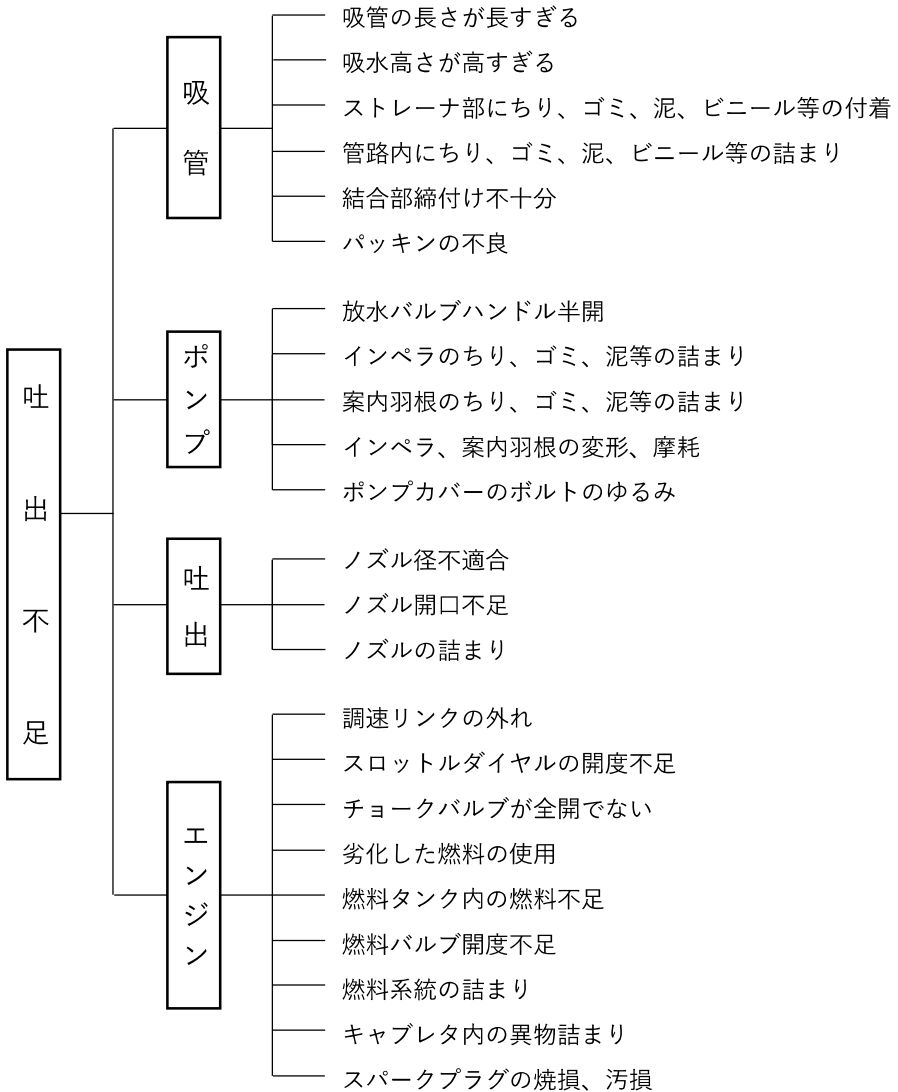 吐出不足
吸管
吸管の長さが長すぎる
吸水高さが高すぎる
ストレーナ部にちり、ゴミ、泥、ビニール等の付着
管路内にちり、ゴミ、泥、ビニール等の詰まり
結合部締付け不十分
パッキンの不良
ポンプ
放水バルブハンドル半開
インペラのちり、ゴミ、泥等の詰まり
案内羽根のちり、ゴミ、泥等の詰まり
インペラ、案内羽根の変形、摩耗
ポンプカバーのボルトのゆるみ
吐出
ノズル径不適合
ノズル開口不足
ノズルの詰まり
エンジン
調速リンクの外れ
スロットルダイヤルの開度不足
チョークバルブが全開でない
劣化した燃料の使用
燃料タンク内の燃料不足
燃料バルブ開度不足
燃料系統の詰まり
キャブレタ内の異物詰まり
スパークプラグの焼損、汚損